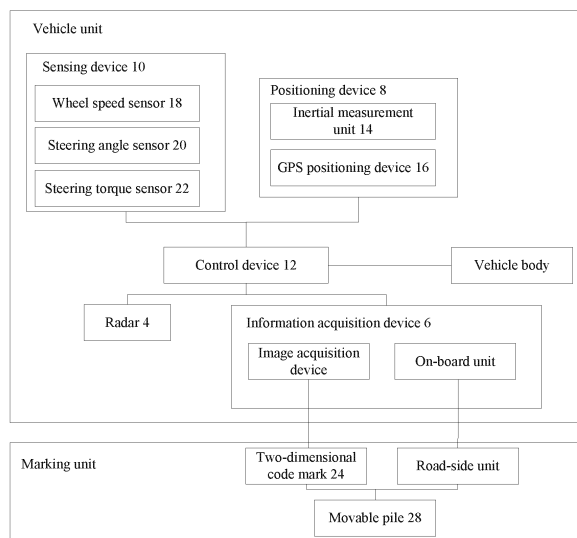 Vehicle unit
Sensing device 10
Wheel speed sensor 18
Steering angle sensor 20
Steering torque sensor 22
Positioning device 8
Inertial measurement
unit 14
GPS positioning device 16
Control device 12
Vehicle body
Radar 4
Information acquisition device 6
Image acquisition
device
On-board unit
Marking unit
Two-dimensional
code mark 24
Road-side unit
Movable pile 28